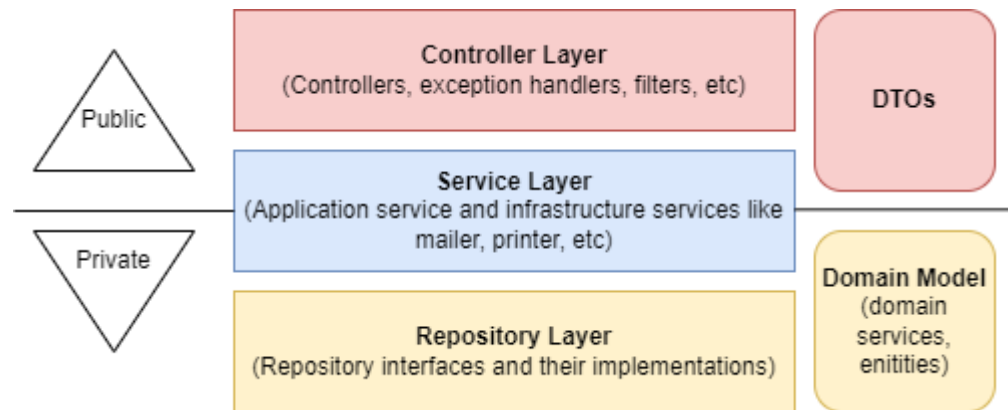 Controller Layer
(Controllers, exception handlers, filters, etc)
DTOs
Public
Service Layer
(Application service and infrastructure services like
mailer, printer, etc)
Private
Domain Model
(domain
services,
enitities)
Repository Layer
(Repository interfaces and their implementations)